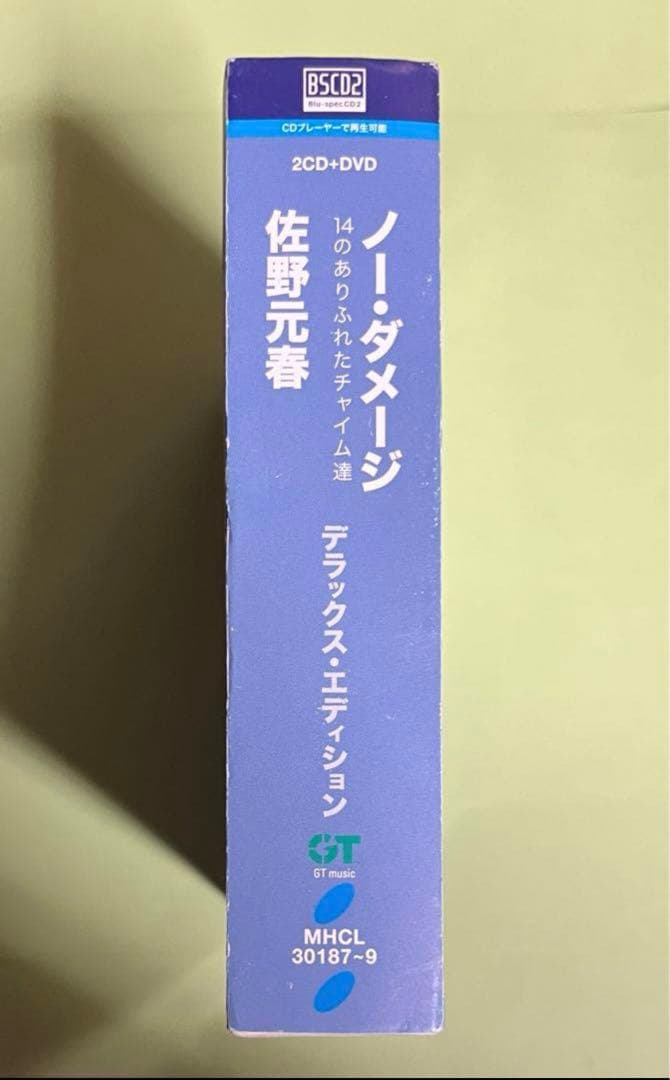 BSCD2
Blu-specCD2
CDプレーヤーで再生可能
2CD+DVD
ノー・ダメージ
14のありふれたチャイム達
佐野元春
デラックス・エディション
GT
GT music
MHCL
30187~9